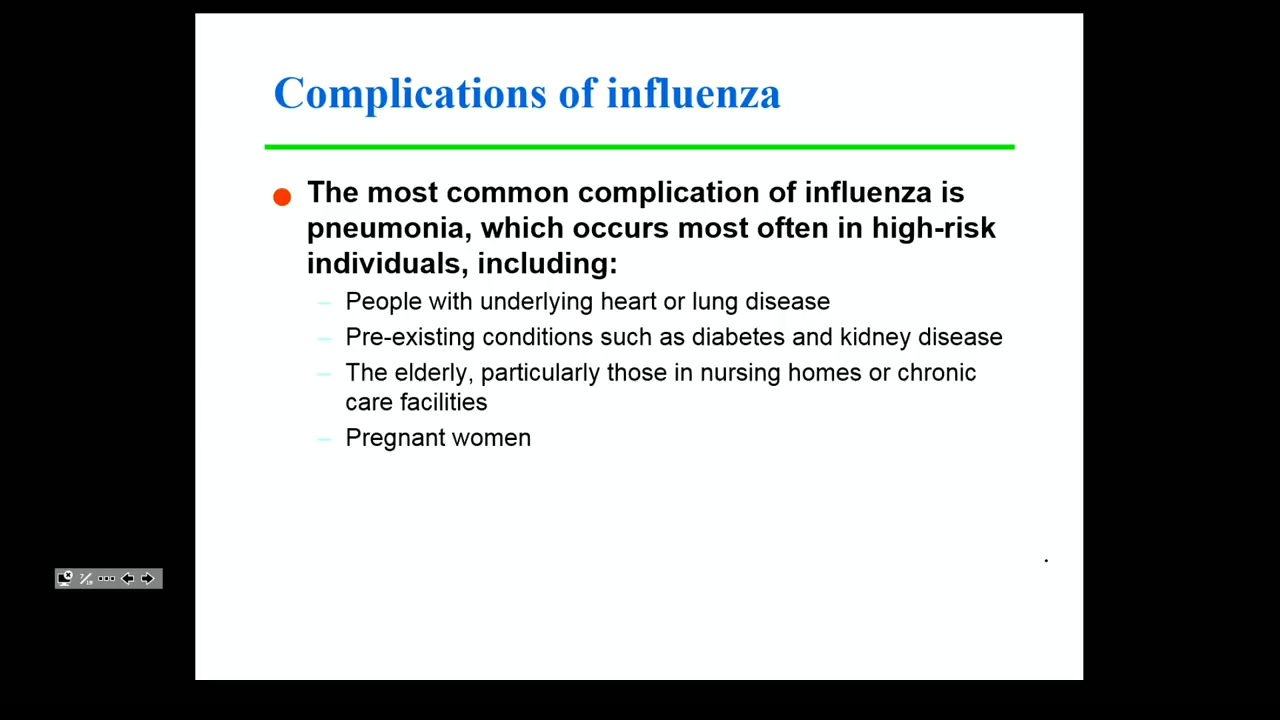 Complications of influenza
The most common complication of influenza is
pneumonia, which occurs most often in high-risk
individuals, including:
– People with underlying heart or lung disease
– Pre-existing conditions such as diabetes and kidney disease
– The elderly, particularly those in nursing homes or chronic
care facilities
– Pregnant women
7/19